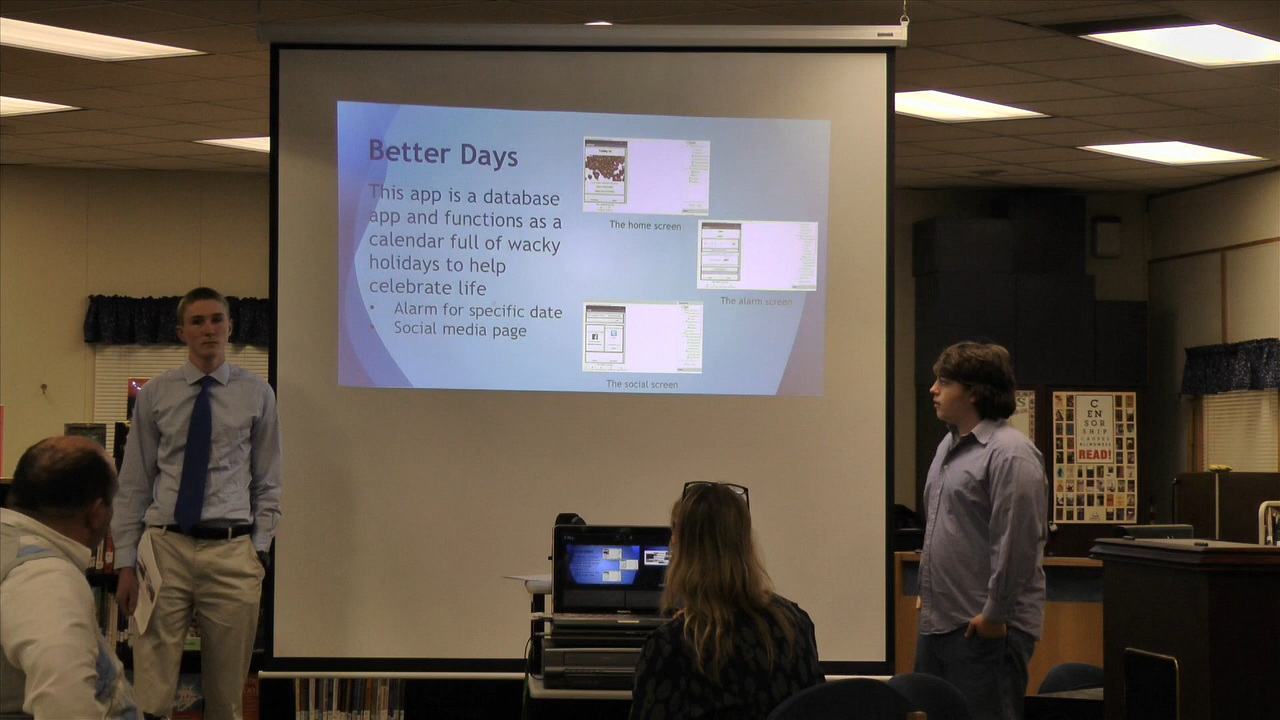 Better Days
This app is a database
app and functions as a
calendar full of wacky
holidays to help
celebrate life
• Alarm for specific date
• Social media page
The home screen
The alarm screen
The social screen
C
EN
SOR
SHIP
CAUSES
BLINDNESS
READ!